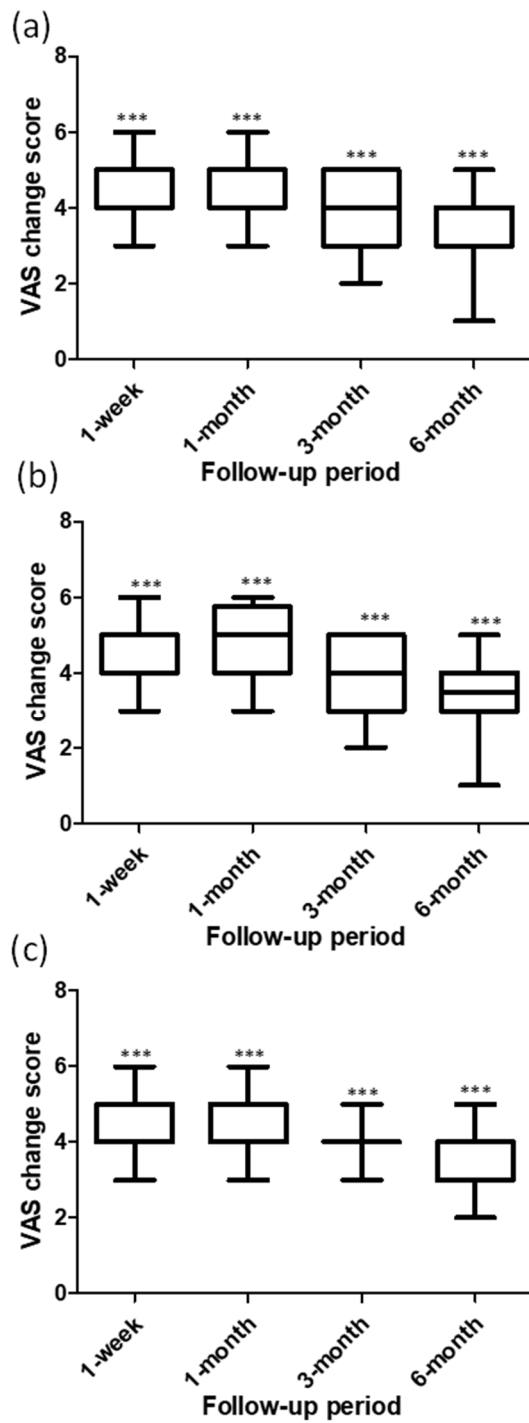 (a)
VAS change score
8
6
4
2
0
*** *** *** ***
1-week 1-month 3-month 6-month
Follow-up period
(b)
VAS change score
8
6
4
2
0
*** *** *** ***
1-week 1-month 3-month 6-month
Follow-up period
(c)
VAS change score
8
6
4
2
0
*** *** *** ***
1-week 1-month 3-month 6-month
Follow-up period